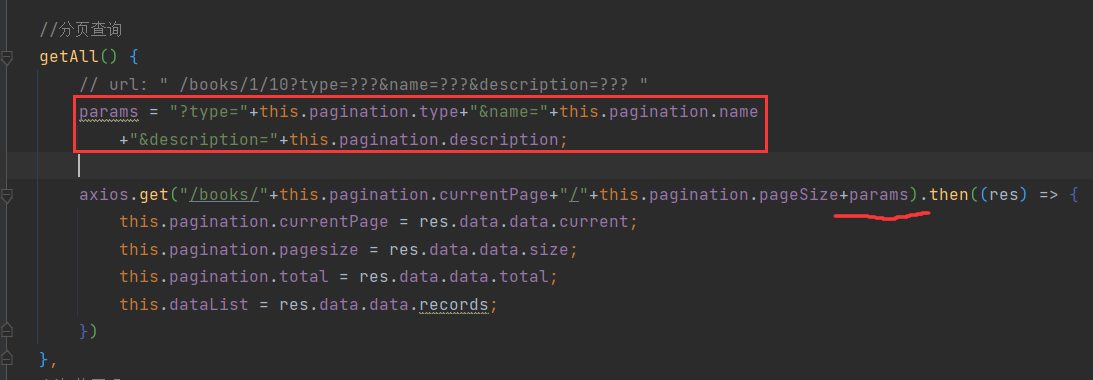 //分页查询
getAll() {
// url: " /books/1/10?type=???&name=???&description=??? "
params = "?type="+this.pagination.type+"&name="+this.pagination.name
+"&description="+this.pagination.description;
axios.get("/books/"+this.pagination.currentPage+"/"+this.pagination.pageSize+params).then((res) => {
this.pagination.currentPage = res.data.data.current;
this.pagination.pagesize = res.data.data.size;
this.pagination.total = res.data.data.total;
this.dataList = res.data.data.records;
})
},